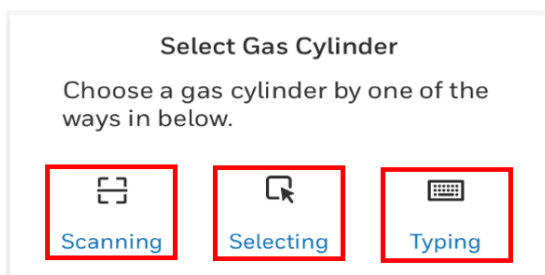 Select Gas Cylinder
Choose a gas cylinder by one of the
ways in below.
Scanning Selecting Typing